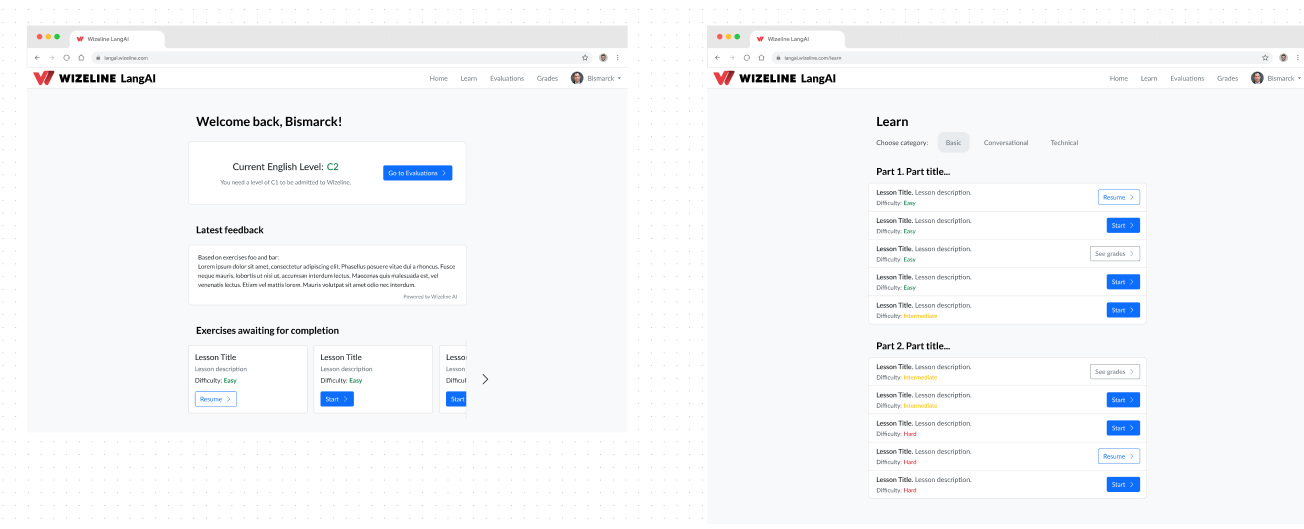 Wizeline LangAI
langai.wizeline.com
WIZELINE LangAI
Home Learn Evaluations Grades Bismarck
Welcome back, Bismarck!
Current English Level: C2
You need a level of C1 to be admitted to Wizeline.
Go to Evaluations
Latest feedback
Based on exercises foo and bar:
Lorem ipsum dolor sit amet, consectetur adipiscing elit. Phasellus posuere vitae dui a rhoncus. Fusce
neque mauris, lobortis ut nisi ut, accumsan interdum lectus. Maecenas quis malesuada est, vel
venenatis lectus. Etiam vel mattis lorem. Mauris volutpat sit amet odio nec interdum.
Powered by Wizeline AI
Exercises awaiting for completion
Lesson Title
Lesson description
Difficulty: Easy
Resume
Lesson Title
Lesson description
Difficulty: Easy
Start
Lesso
Lesson
Difficul
Start
Wizeline LangAI
langai.wizeline.com/learn
WIZELINE LangAI
Home Learn Evaluations Grades Bismarck
Learn
Choose category: Basic Conversational Technical
Part 1. Part title...
Lesson Title. Lesson description.
Difficulty: Easy
Resume
Lesson Title. Lesson description.
Difficulty: Easy
Start
Lesson Title. Lesson description.
Difficulty: Easy
See grades
Lesson Title. Lesson description.
Difficulty: Easy
Start
Lesson Title. Lesson description.
Difficulty: Intermediate
Start
Part 2. Part title...
Lesson Title. Lesson description.
Difficulty: Intermediate
See grades
Lesson Title. Lesson description.
Difficulty: Intermediate
Start
Lesson Title. Lesson description.
Difficulty: Hard
Start
Lesson Title. Lesson description.
Difficulty: Hard
Resume
Lesson Title. Lesson description.
Difficulty: Hard
Start